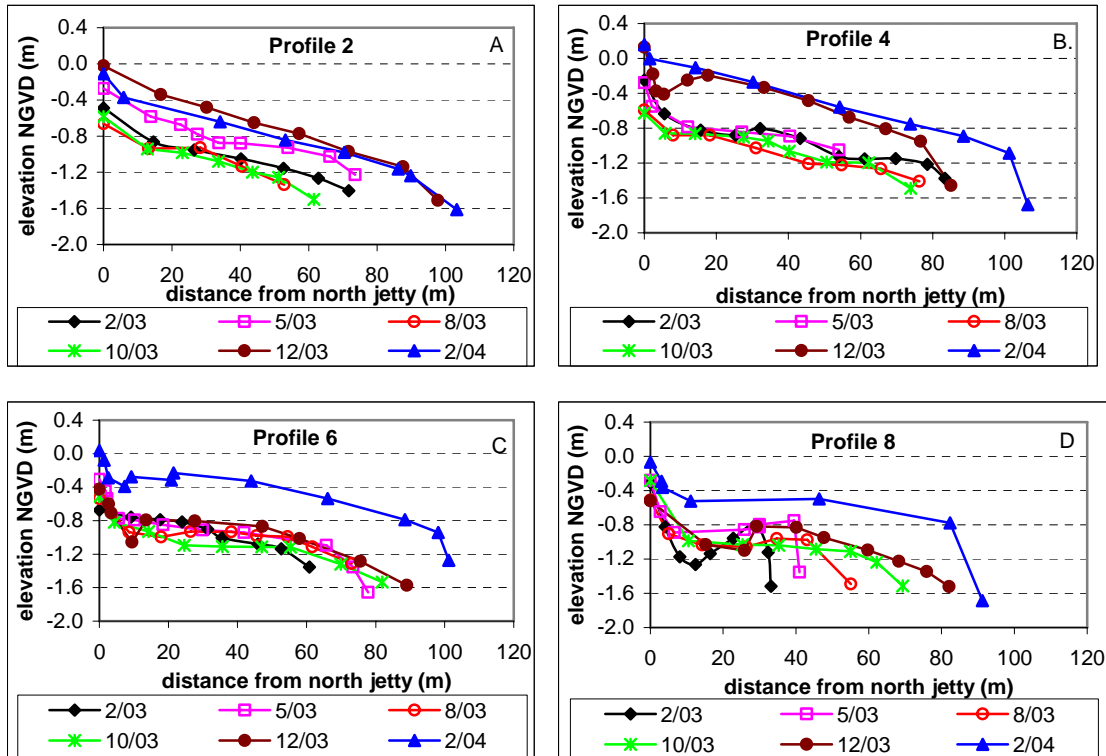 Profile 2 A
elevation NGVD (m)
0.4
0.0
-0.4
-0.8
-1.2
-1.6
-2.0
0 20 40 60 80 100 120
distance from north jetty (m)
2/03 5/03 8/03
10/03 12/03 2/04
Profile 4 B.
elevation NGVD (m)
0.4
0.0
-0.4
-0.8
-1.2
-1.6
-2.0
0 20 40 60 80 100 120
distance from north jetty (m)
2/03 5/03 8/03
10/03 12/03 2/04
Profile 6 C
elevation NGVD (m)
0.4
0.0
-0.4
-0.8
-1.2
-1.6
-2.0
0 20 40 60 80 100 120
distance from north jetty (m)
2/03 5/03 8/03
10/03 12/03 2/04
Profile 8 D
elevation NGVD (m)
0.4
0.0
-0.4
-0.8
-1.2
-1.6
-2.0
0 20 40 60 80 100 120
distance from north jetty (m)
2/03 5/03 8/03
10/03 12/03 2/04